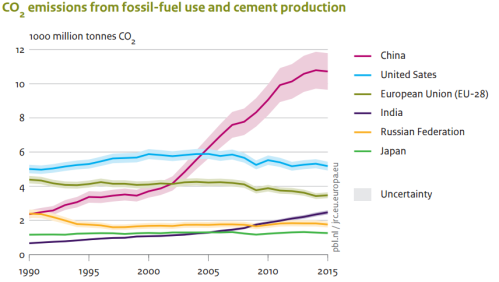 CO2 emissions from fossil-fuel use and cement production
1000 million tonnes CO2
12
10
8
6
4
2
0
1990
1995
2000
2005
2010
2015
pbl.nl / jrc.eu.europa.eu
China
United Sates
European Union (EU-28)
India
Russian Federation
Japan
Uncertainty